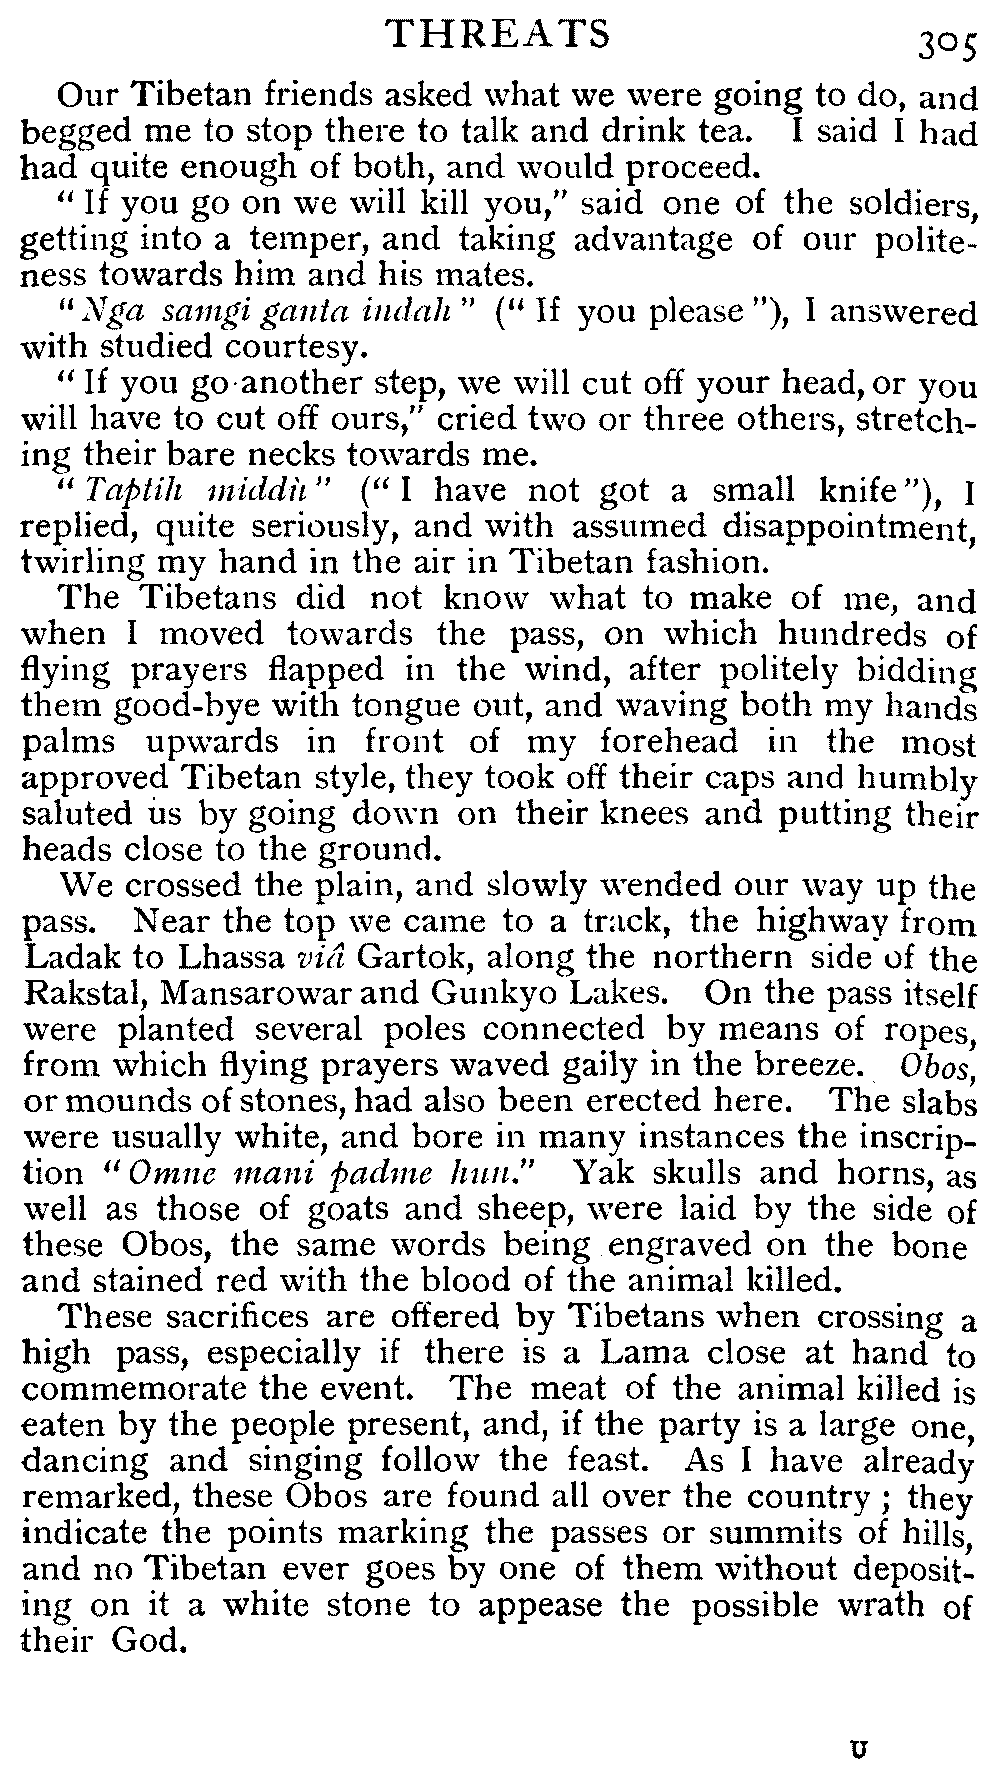 THREATS 305
Our Tibetan friends asked what we were going to do, and
begged me to stop there to talk and drink tea. I said I had
had quite enough of both, and would proceed.
“ If you go on we will kill you,” said one of the soldiers,
getting into a temper, and taking advantage of our polite-
ness towards him and his mates.
“ Nga samgi ganta indah ” (“ If you please ”), I answered
with studied courtesy.
“ If you go another step, we will cut off your head, or you
will have to cut off ours,” cried two or three others, stretch-
ing their bare necks towards me.
“ Taptih middù ” (“ I have not got a small knife ”), I
replied, quite seriously, and with assumed disappointment,
twirling my hand in the air in Tibetan fashion.
The Tibetans did not know what to make of me, and
when I moved towards the pass, on which hundreds of
flying prayers flapped in the wind, after politely bidding
them good-bye with tongue out, and waving both my hands
palms upwards in front of my forehead in the most
approved Tibetan style, they took off their caps and humbly
saluted us by going down on their knees and putting their
heads close to the ground.
We crossed the plain, and slowly wended our way up the
pass. Near the top we came to a track, the highway from
Ladak to Lhassa viâ Gartok, along the northern side of the
Rakstal, Mansarowar and Gunkyo Lakes. On the pass itself
were planted several poles connected by means of ropes,
from which flying prayers waved gaily in the breeze. Obos,
or mounds of stones, had also been erected here. The slabs
were usually white, and bore in many instances the inscrip-
tion “ Omne mani padme hun.” Yak skulls and horns, as
well as those of goats and sheep, were laid by the side of
these Obos, the same words being engraved on the bone
and stained red with the blood of the animal killed.
These sacrifices are offered by Tibetans when crossing a
high pass, especially if there is a Lama close at hand to
commemorate the event. The meat of the animal killed is
eaten by the people present, and, if the party is a large one,
dancing and singing follow the feast. As I have already
remarked, these Obos are found all over the country ; they
indicate the points marking the passes or summits of hills,
and no Tibetan ever goes by one of them without deposit-
ing on it a white stone to appease the possible wrath of
their God.
U